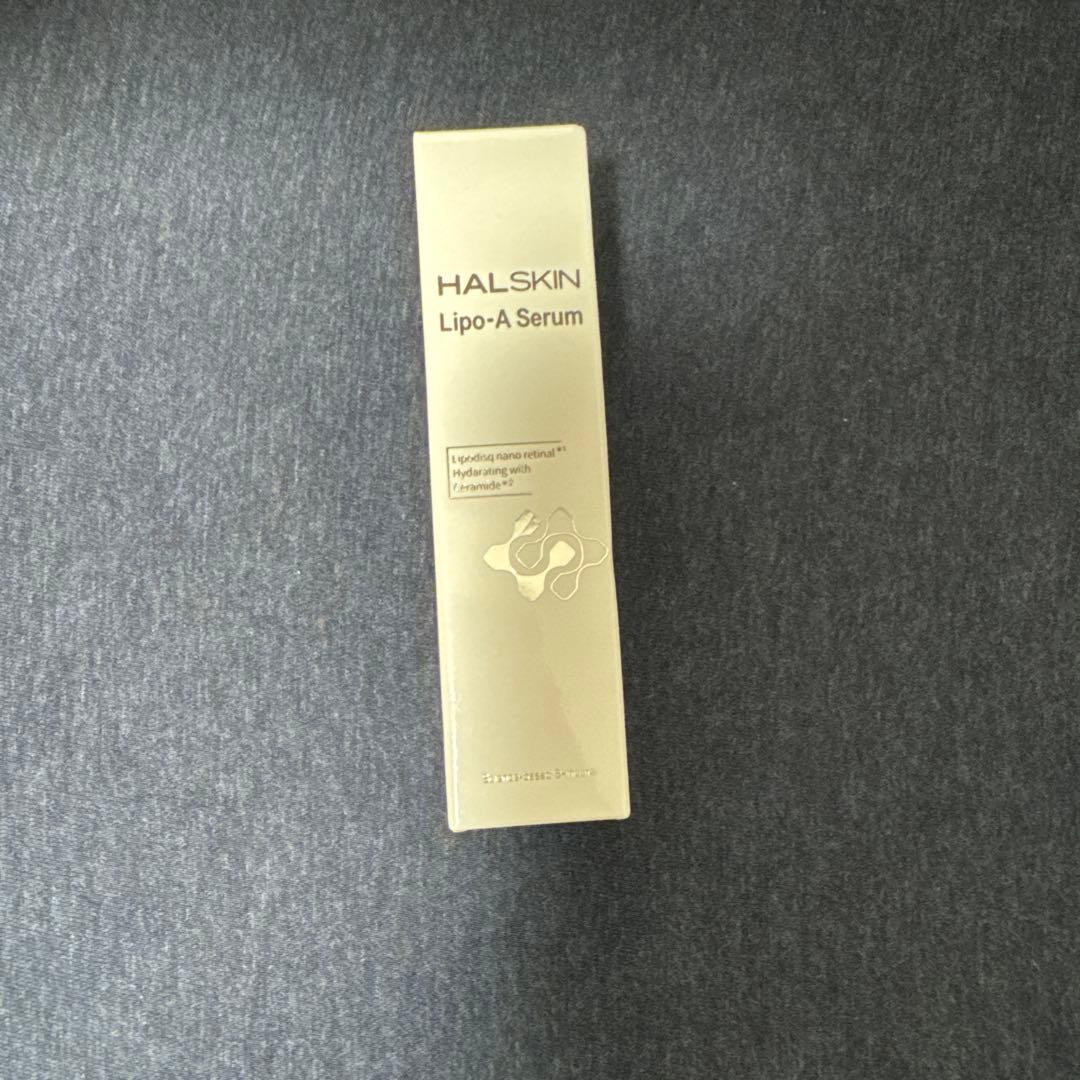 HALSKIN
Lipo-A Serum
Lipodisq nano retinal*1
Hydarating with
Ceramide*2